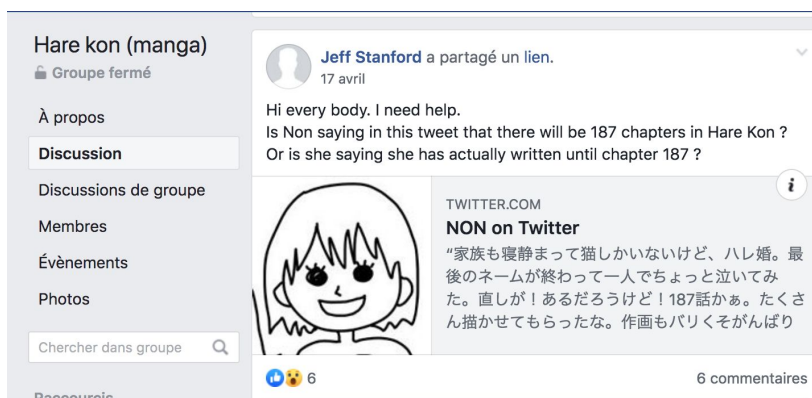 Hare kon (manga)
Groupe fermé
À propos
Discussion
Discussions de groupe
Membres
Évènements
Photos
Chercher dans groupe
Raccourcis
Jeff Stanford a partagé un lien.
17 avril
Hi every body. I need help.
Is Non saying in this tweet that there will be 187 chapters in Hare Kon ?
Or is she saying she has actually written until chapter 187 ?
i
TWITTER.COM
NON on Twitter
“家族も寝静まって猫しかいないけど、ハレ婚。最
後のネームが終わって一人でちょっと泣いてみ
た。直しが！あるだろうけど！187話かぁ。たくさ
ん描かせてもらったな。作画もバリくそがんばり
6
6 commentaires